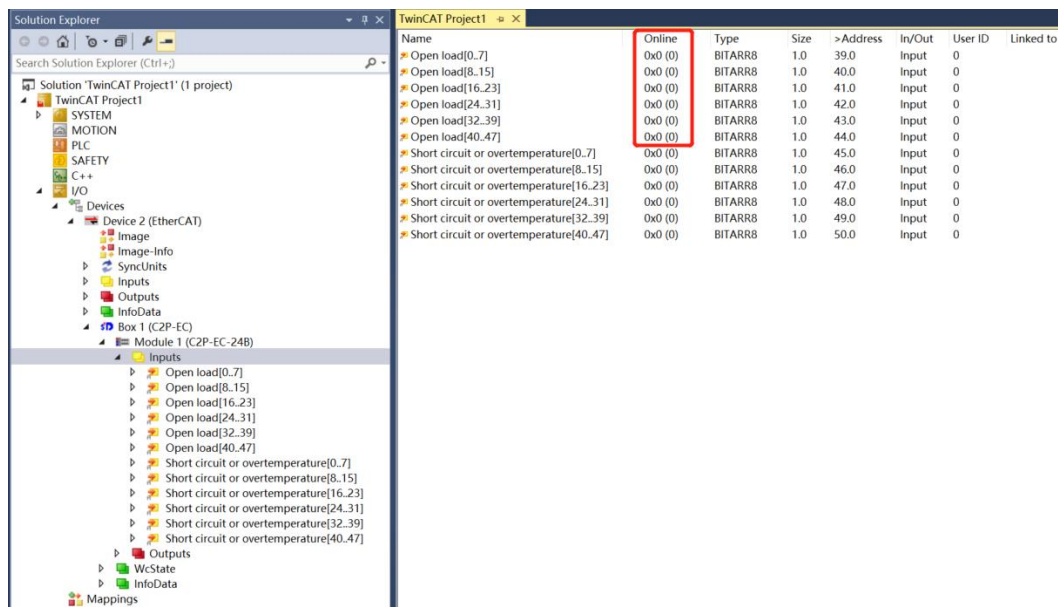 Solution Explorer
Search Solution Explorer (Ctrl+;)
Solution 'TwinCAT Project1' (1 project)
TwinCAT Project1
SYSTEM
MOTION
PLC
SAFETY
C++
I/O
Devices
Device 2 (EtherCAT)
Image
Image-Info
SyncUnits
Inputs
Outputs
InfoData
Box 1 (C2P-EC)
Module 1 (C2P-EC-24B)
Inputs
Open load[0..7]
Open load[8..15]
Open load[16..23]
Open load[24..31]
Open load[32..39]
Open load[40..47]
Short circuit or overtemperature[0..7]
Short circuit or overtemperature[8..15]
Short circuit or overtemperature[16..23]
Short circuit or overtemperature[24..31]
Short circuit or overtemperature[32..39]
Short circuit or overtemperature[40..47]
Outputs
WcState
InfoData
Mappings
TwinCAT Project1
Name Online Type Size >Address In/Out User ID Linked to
Open load[0..7] 0x0 (0) BITARR8 1.0 39.0 Input 0
Open load[8..15] 0x0 (0) BITARR8 1.0 40.0 Input 0
Open load[16..23] 0x0 (0) BITARR8 1.0 41.0 Input 0
Open load[24..31] 0x0 (0) BITARR8 1.0 42.0 Input 0
Open load[32..39] 0x0 (0) BITARR8 1.0 43.0 Input 0
Open load[40..47] 0x0 (0) BITARR8 1.0 44.0 Input 0
Short circuit or overtemperature[0..7] 0x0 (0) BITARR8 1.0 45.0 Input 0
Short circuit or overtemperature[8..15] 0x0 (0) BITARR8 1.0 46.0 Input 0
Short circuit or overtemperature[16..23] 0x0 (0) BITARR8 1.0 47.0 Input 0
Short circuit or overtemperature[24..31] 0x0 (0) BITARR8 1.0 48.0 Input 0
Short circuit or overtemperature[32..39] 0x0 (0) BITARR8 1.0 49.0 Input 0
Short circuit or overtemperature[40..47] 0x0 (0) BITARR8 1.0 50.0 Input 0